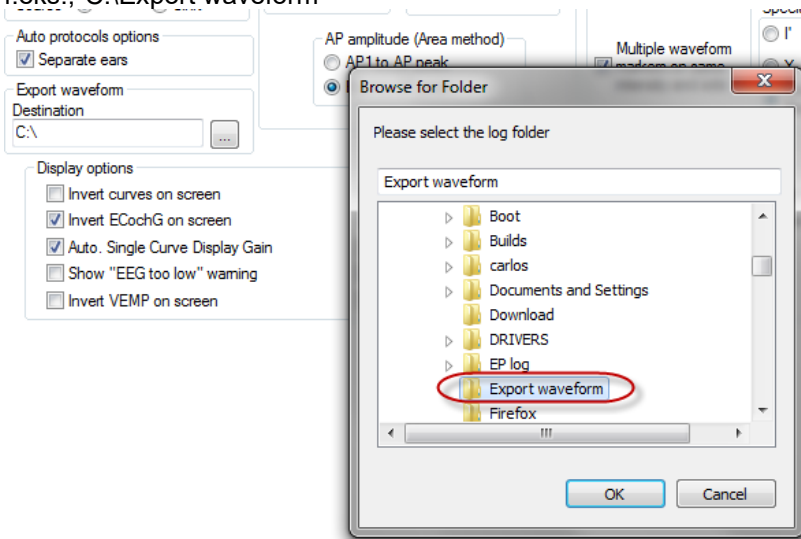 C:\Export waveform
Auto protocols options
Separate ears
Export waveform
Destination
C:\
...
AP amplitude (Area method)
AP1 to AP peak
Multiple waveform
Browse for Folder
Please select the log folder
Export waveform
Boot
Builds
carlos
Documents and Settings
Download
DRIVERS
EP log
Export waveform
Firefox
OK
Cancel
Display options
Invert curves on screen
Invert ECochG on screen
Auto. Single Curve Display Gain
Show "EEG too low" warning
Invert VEMP on screen